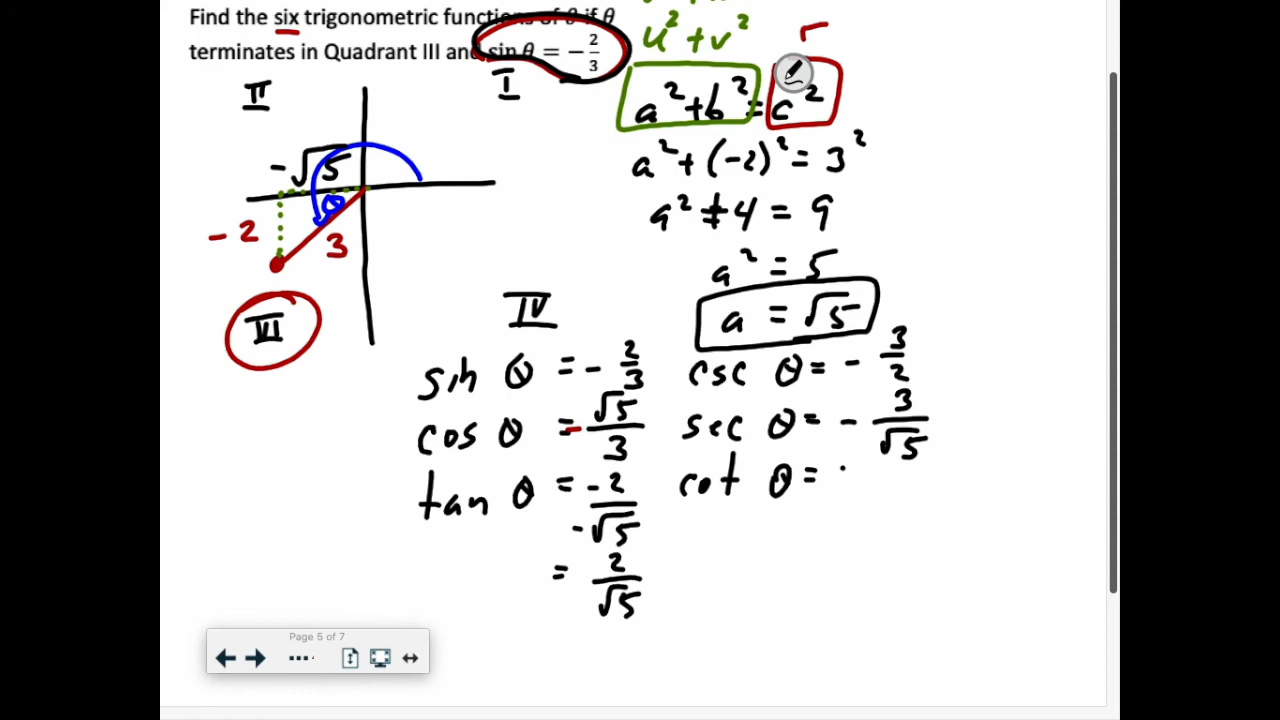 Find the six trigonometric functions of θ if θ
terminates in Quadrant III and sin θ = − 2/3
u² + v²
r
II
I
a² + b² = c²
-√5
a² + (-2)² = 3²
θ
-2
3
a² + 4 = 9
a² = 5
III
IV
a = √5
sin θ = - 2/3
csc θ = - 3/2
cos θ = - √5/3
sec θ = - 3/√5
tan θ = -2/-√5
cot θ =
= 2/√5
Page 5 of 7